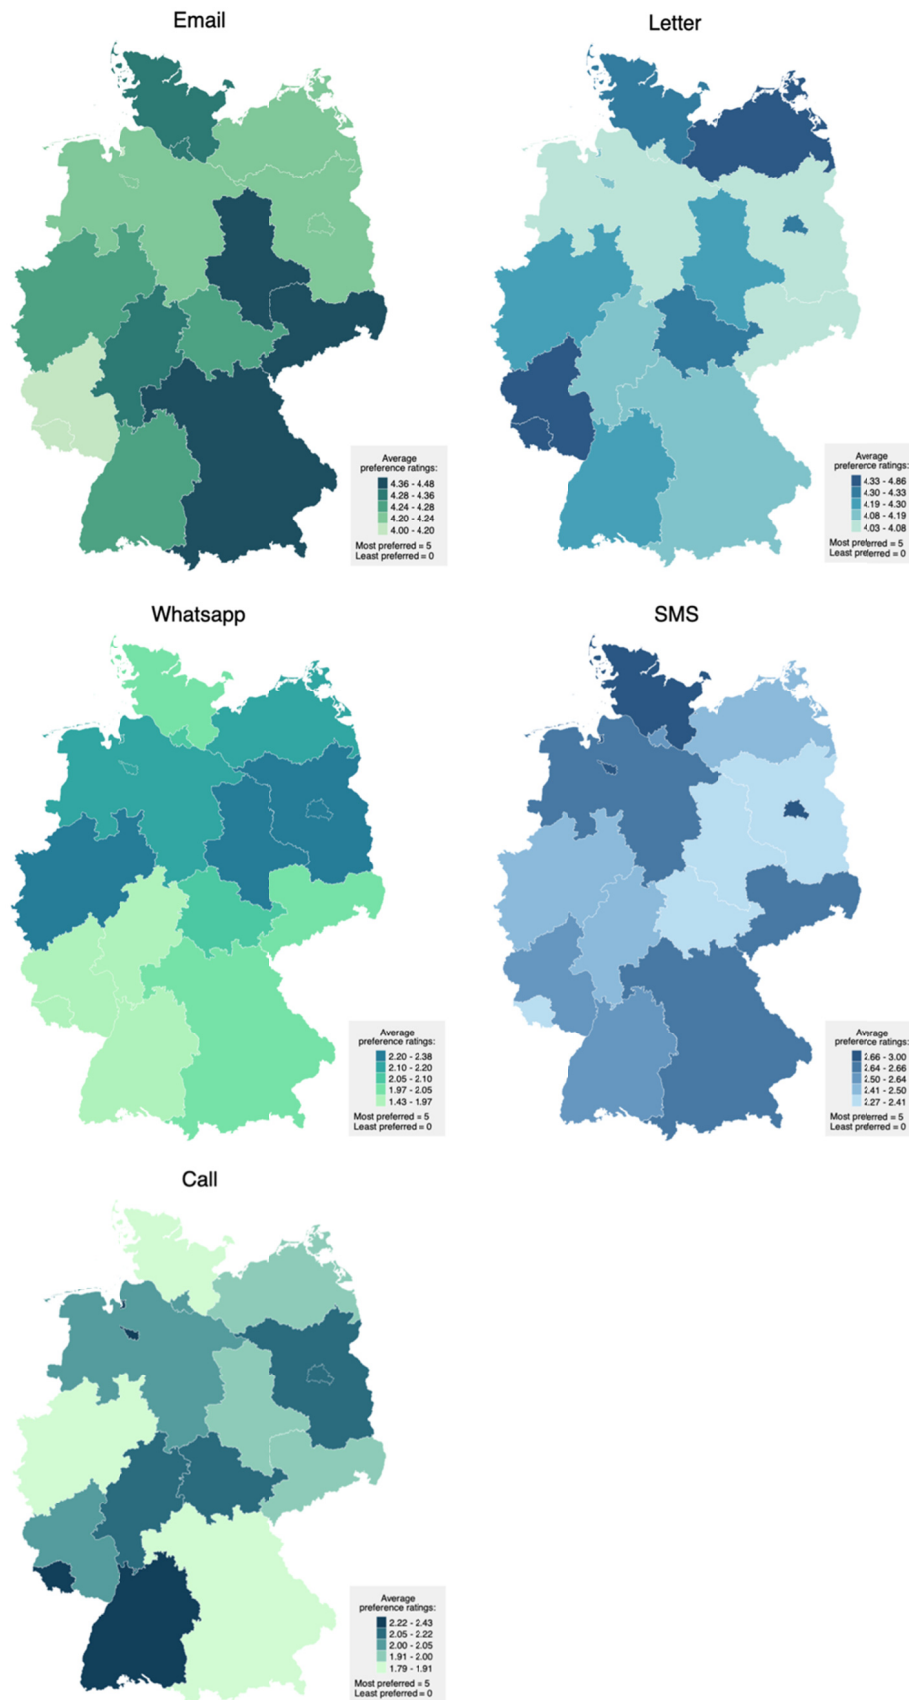 Email
Average
preference ratings:
4.36 - 4.48
4.28 - 4.36
4.24 - 4.28
4.20 - 4.24
4.00 - 4.20
Most preferred = 5
Least preferred = 0
Letter
Average
preference ratings:
4.33 - 4.86
4.30 - 4.33
4.19 - 4.30
4.08 - 4.19
4.03 - 4.08
Most preferred = 5
Least preferred = 0
Whatsapp
Average
preference ratings:
2.20 - 2.38
2.10 - 2.20
2.05 - 2.10
1.97 - 2.05
1.43 - 1.97
Most preferred = 5
Least preferred = 0
SMS
Average
preference ratings:
2.66 - 3.00
2.64 - 2.66
2.50 - 2.64
2.41 - 2.50
2.27 - 2.41
Most preferred = 5
Least preferred = 0
Call
Average
preference ratings:
2.22 - 2.43
2.05 - 2.22
2.00 - 2.05
1.91 - 2.00
1.79 - 1.91
Most preferred = 5
Least preferred = 0